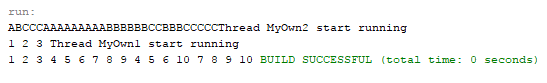 run:
ABCCCAAAAAAAAABBBBBBCCBBBCCCCCThread MyOwn2 start running
1 2 3 Thread MyOwn1 start running
1 2 3 4 5 6 7 8 9 4 5 6 10 7 8 9 10 BUILD SUCCESSFUL (total time: 0 seconds)